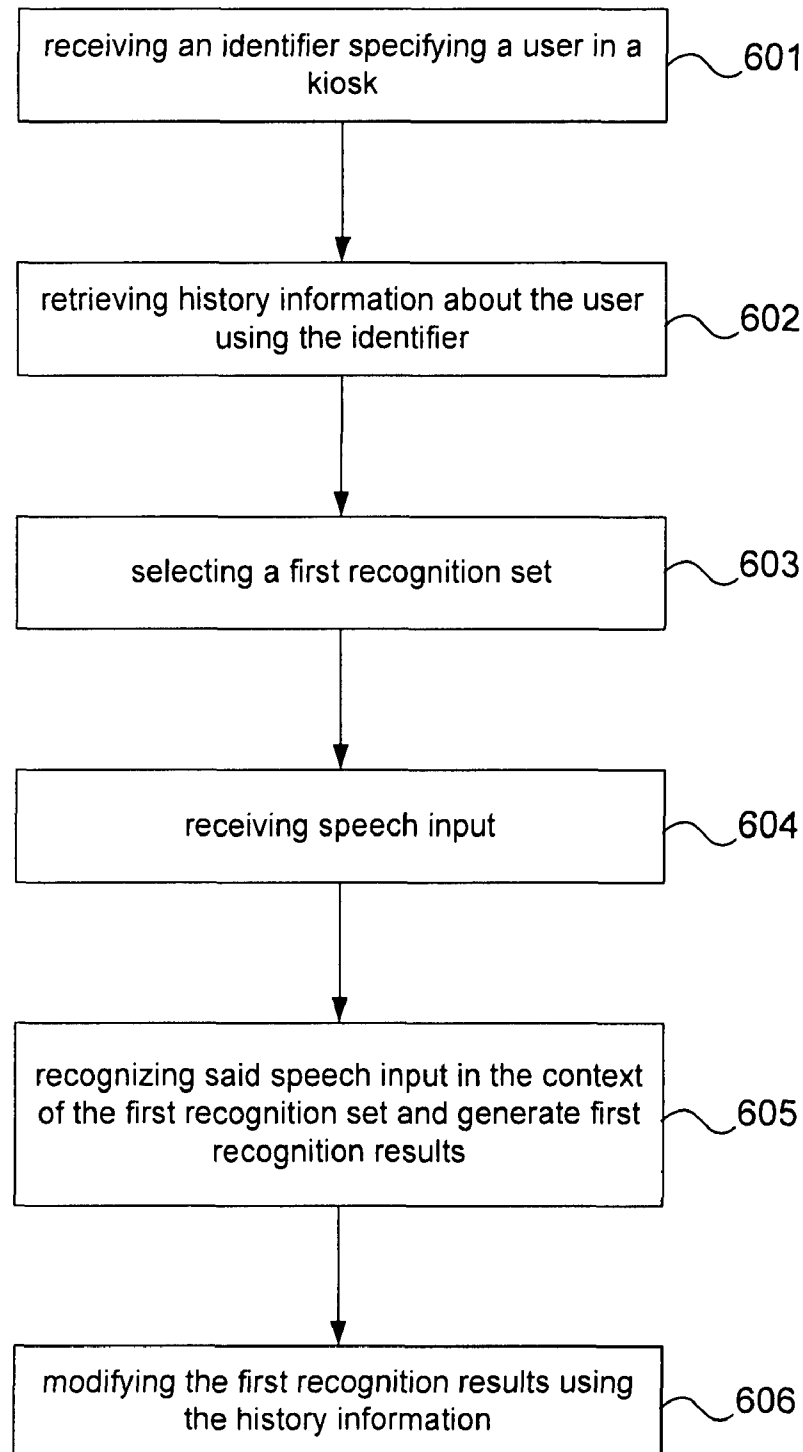 receiving an identifier specifying a user in a
kiosk
601
retrieving history information about the user
using the identifier
602
selecting a first recognition set
603
receiving speech input
604
recognizing said speech input in the context
of the first recognition set and generate first
recognition results
605
modifying the first recognition results using
the history information
606